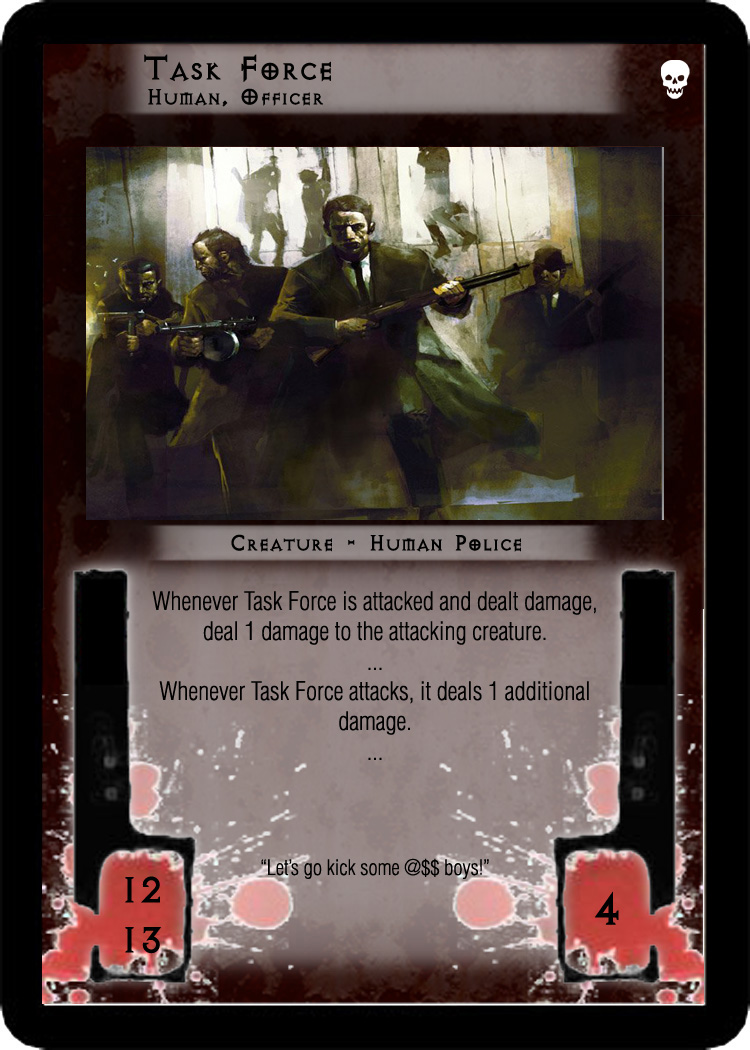 Task Force
Human, Officer
Creature - Human Police
Whenever Task Force is attacked and dealt damage,
deal 1 damage to the attacking creature.
...
Whenever Task Force attacks, it deals 1 additional
damage.
...
“Let's go kick some @$$ boys!”
12
13
4